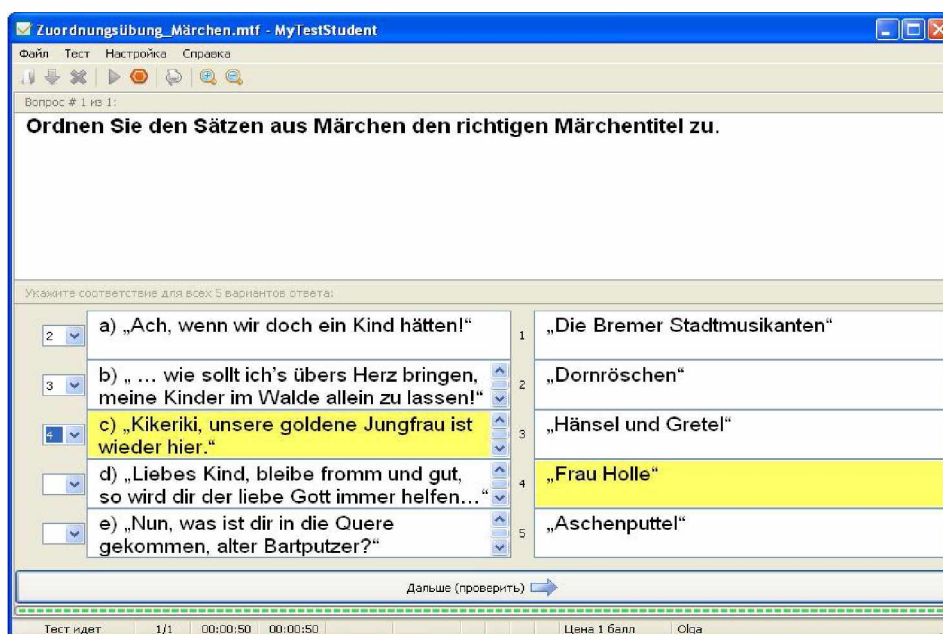 Zuordnungsübung_Märchen.mtf - MyTestStudent
Файл Тест Настройка Справка
Вопрос # 1 из 1:
Ordnen Sie den Sätzen aus Märchen den richtigen Märchentitel zu.
Укажите соответствие для всех 5 вариантов ответа:
2 a) „Ach, wenn wir doch ein Kind hätten!“ 1 „Die Bremer Stadtmusikanten“
3 b) „ … wie sollt ich’s übers Herz bringen,
meine Kinder im Walde allein zu lassen!“ 2 „Dornröschen“
4 c) „Kikeriki, unsere goldene Jungfrau ist
wieder hier.“ 3 „Hänsel und Gretel“
d) „Liebes Kind, bleibe fromm und gut,
so wird dir der liebe Gott immer helfen…“ 4 „Frau Holle“
e) „Nun, was ist dir in die Quere
gekommen, alter Bartputzer?“ 5 „Aschenputtel“
Дальше (проверить)
Тест идет 1/1 00:00:50 00:00:50 Цена 1 балл Olga